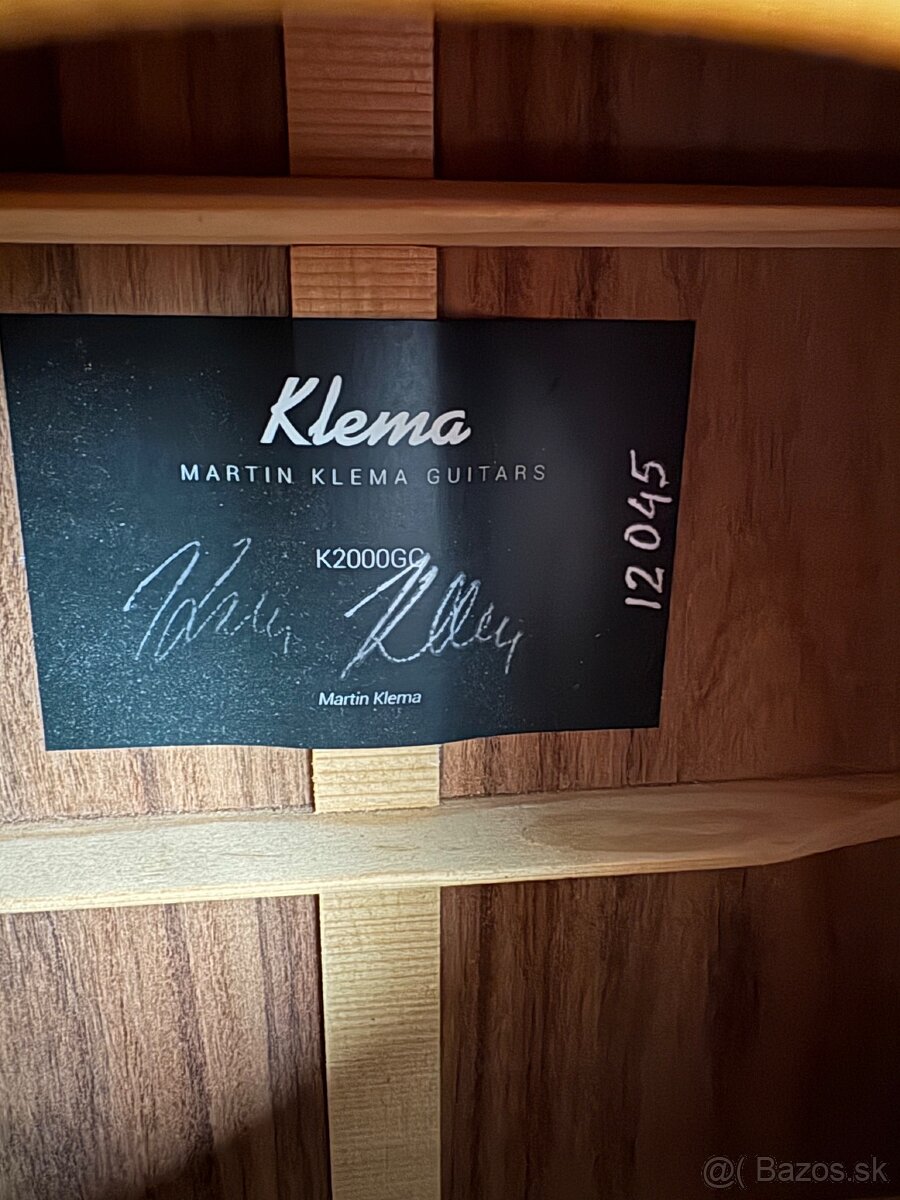 Klema
MARTIN KLEMA GUITARS
12045
K2000GC
Martin Klema
@( Bazos.sk